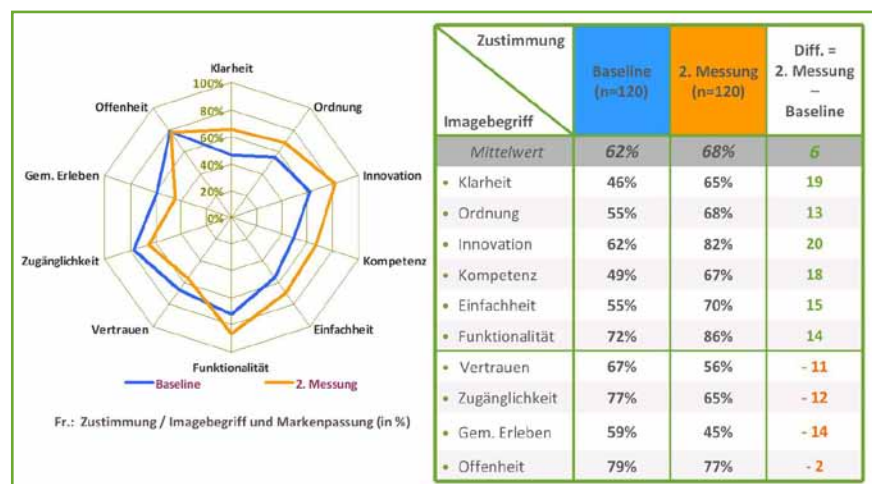 Klarheit
100%
80%
60%
40%
20%
0%
Ordnung
Innovation
Kompetenz
Einfachheit
Funktionalität
Vertrauen
Zugänglichkeit
Gem. Erleben
Offenheit
Baseline
2. Messung
Fr.: Zustimmung / Imagebegriff und Markenpassung (in %)
Zustimmung
Imagebegriff
Baseline
(n=120)
2. Messung
(n=120)
Diff. =
2. Messung
–
Baseline
Mittelwert 62% 68% 6
• Klarheit 46% 65% 19
• Ordnung 55% 68% 13
• Innovation 62% 82% 20
• Kompetenz 49% 67% 18
• Einfachheit 55% 70% 15
• Funktionalität 72% 86% 14
• Vertrauen 67% 56% - 11
• Zugänglichkeit 77% 65% - 12
• Gem. Erleben 59% 45% - 14
• Offenheit 79% 77% - 2